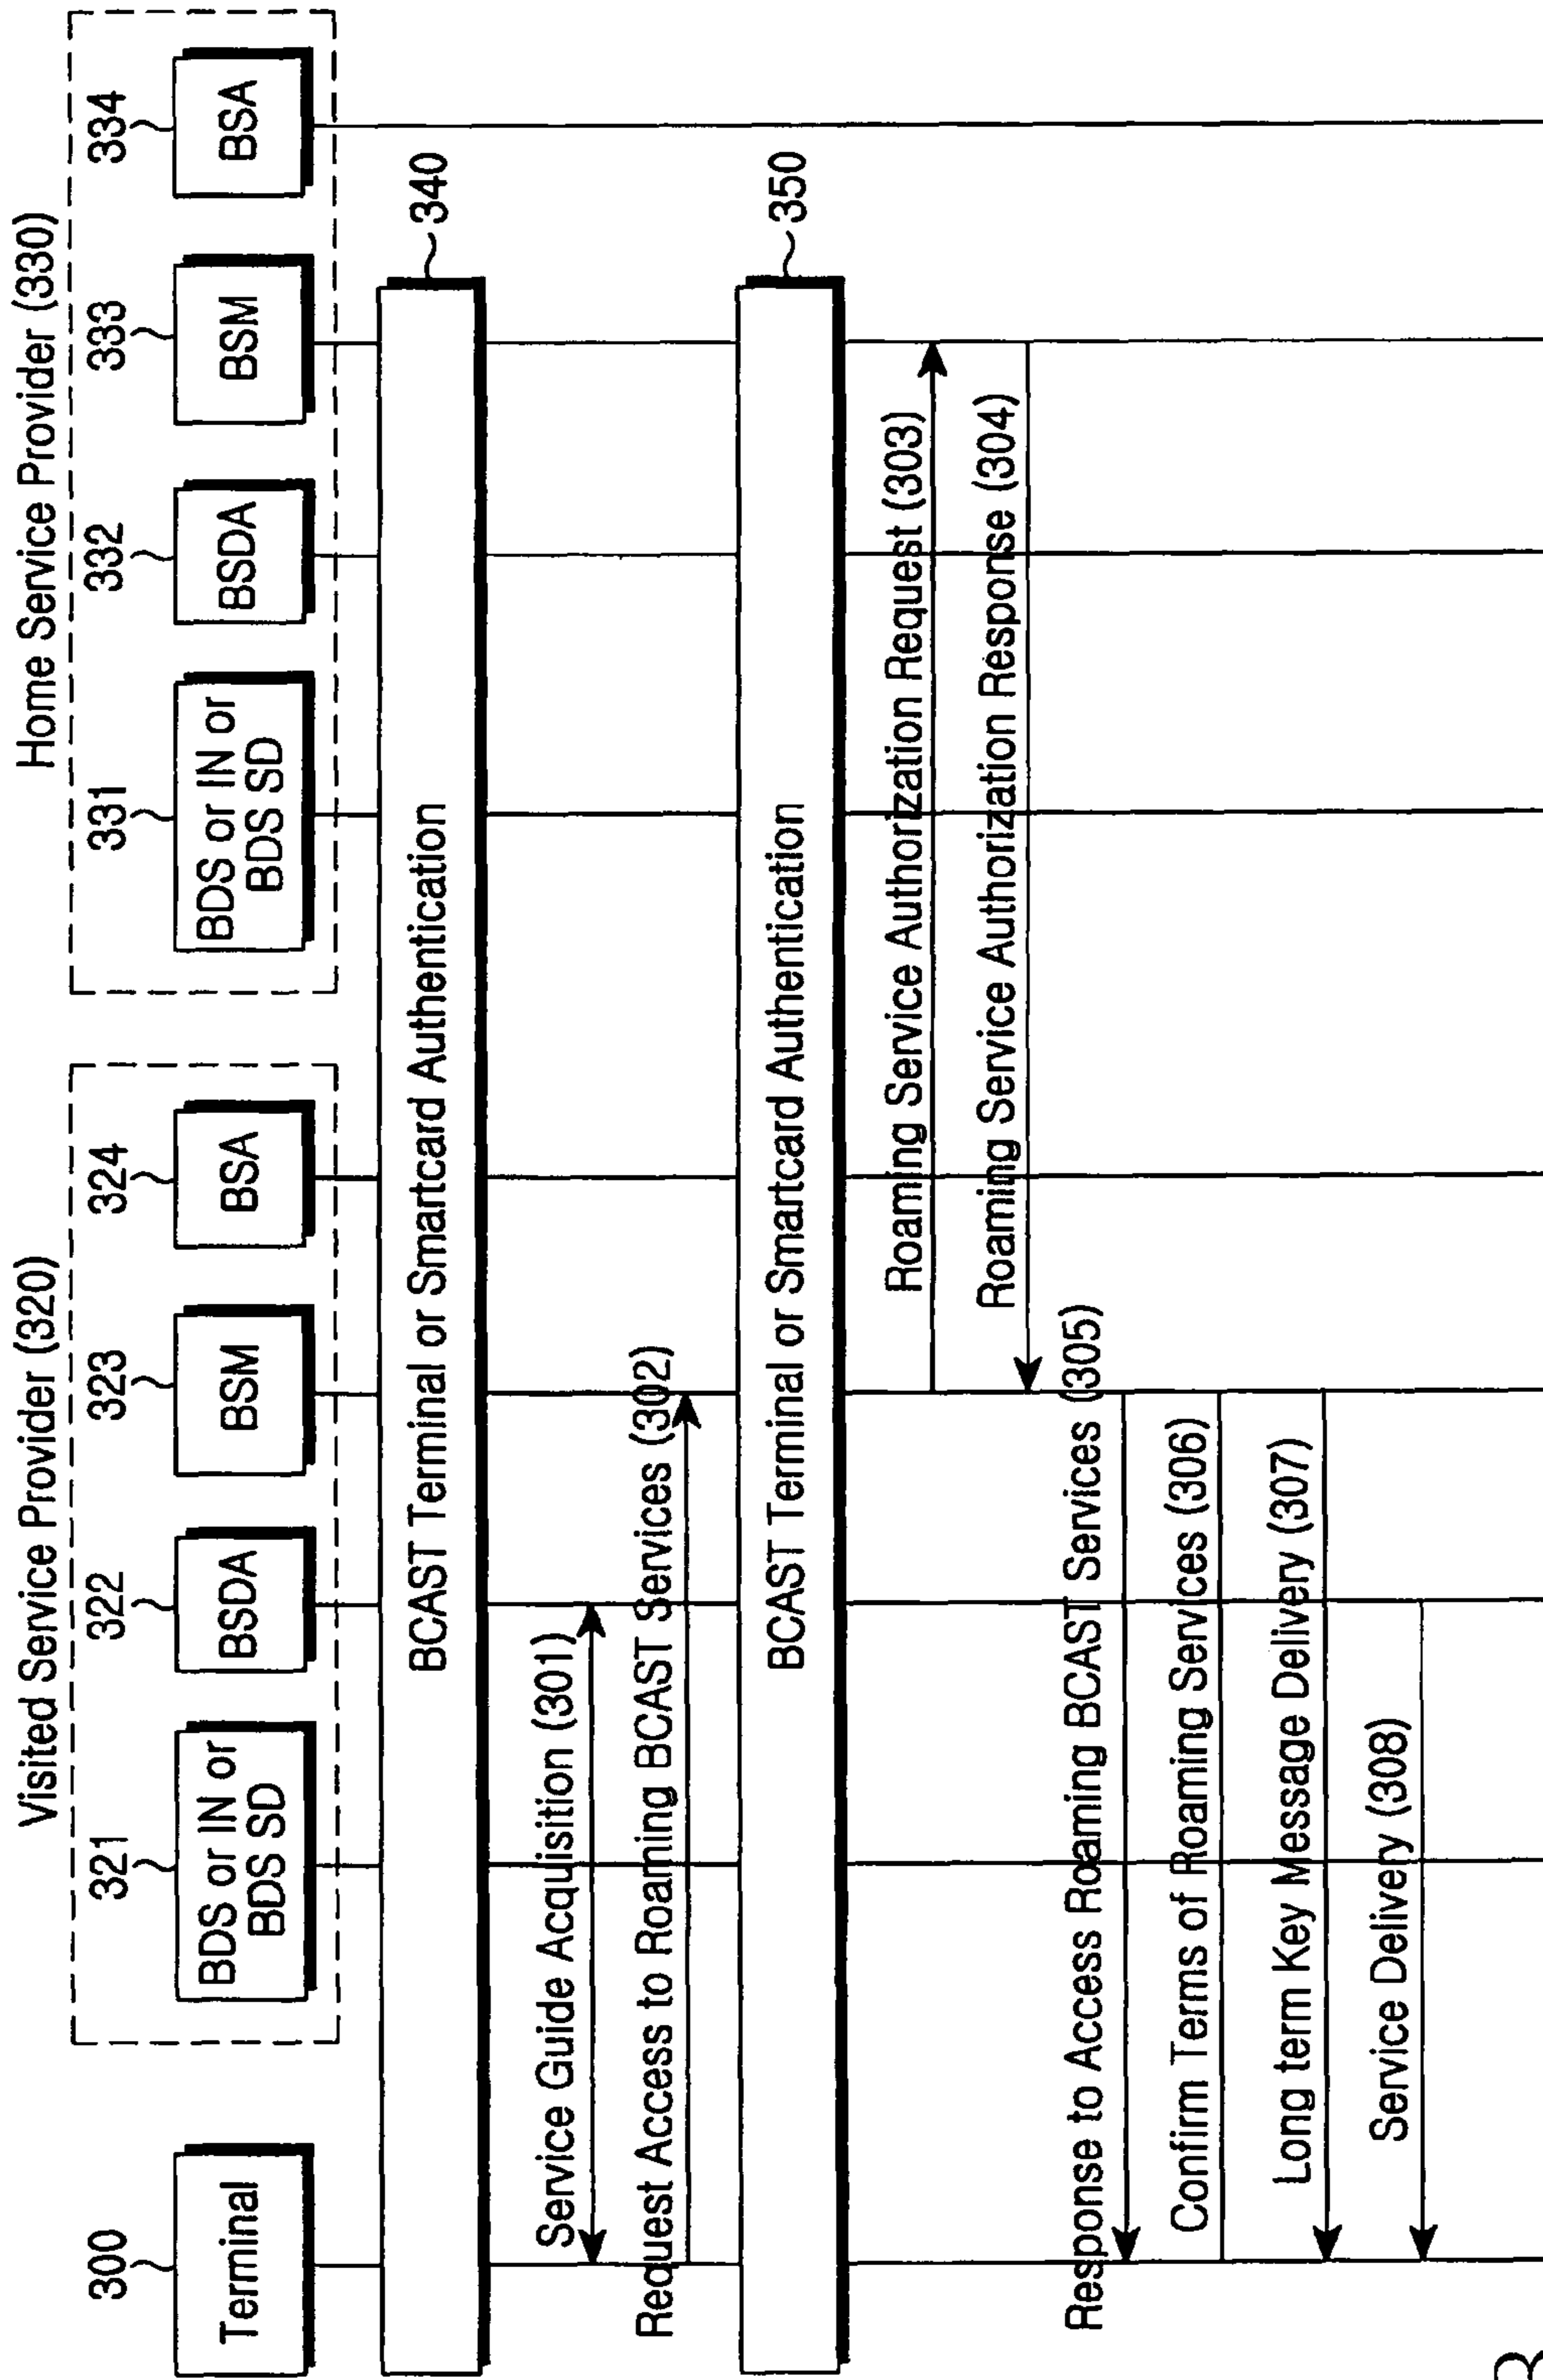 Visited Service Provider (320)
Home Service Provider (330)
300
321
322
323
324
331
332
333
334
Terminal
BDS or IN or
BDS SD
BSDA
BSM
BSA
BDS or IN or
BDS SD
BSDA
BSM
BSA
BCAST Terminal or Smartcard Authentication
340
Service Guide Acquisition (301)
Request Access to Roaming BCAST Services (302)
BCAST Terminal or Smartcard Authentication
350
Roaming Service Authorization Request (303)
Roaming Service Authorization Response (304)
Response to Access Roaming BCAST Services (305)
Confirm Terms of Roaming Services (306)
Long term Key Message Delivery (307)
Service Delivery (308)